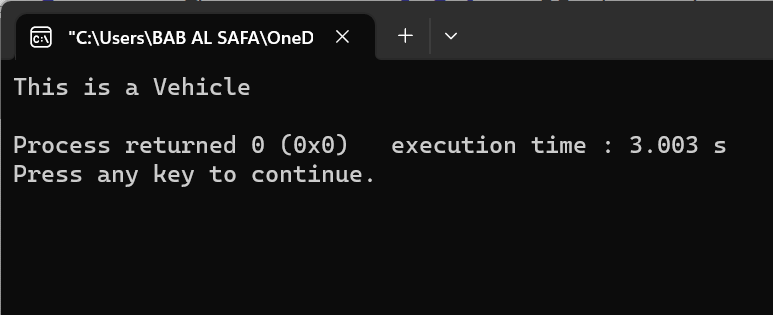 "C:\Users\BAB AL SAFA\OneD
This is a Vehicle
Process returned 0 (0x0)   execution time : 3.003 s
Press any key to continue.